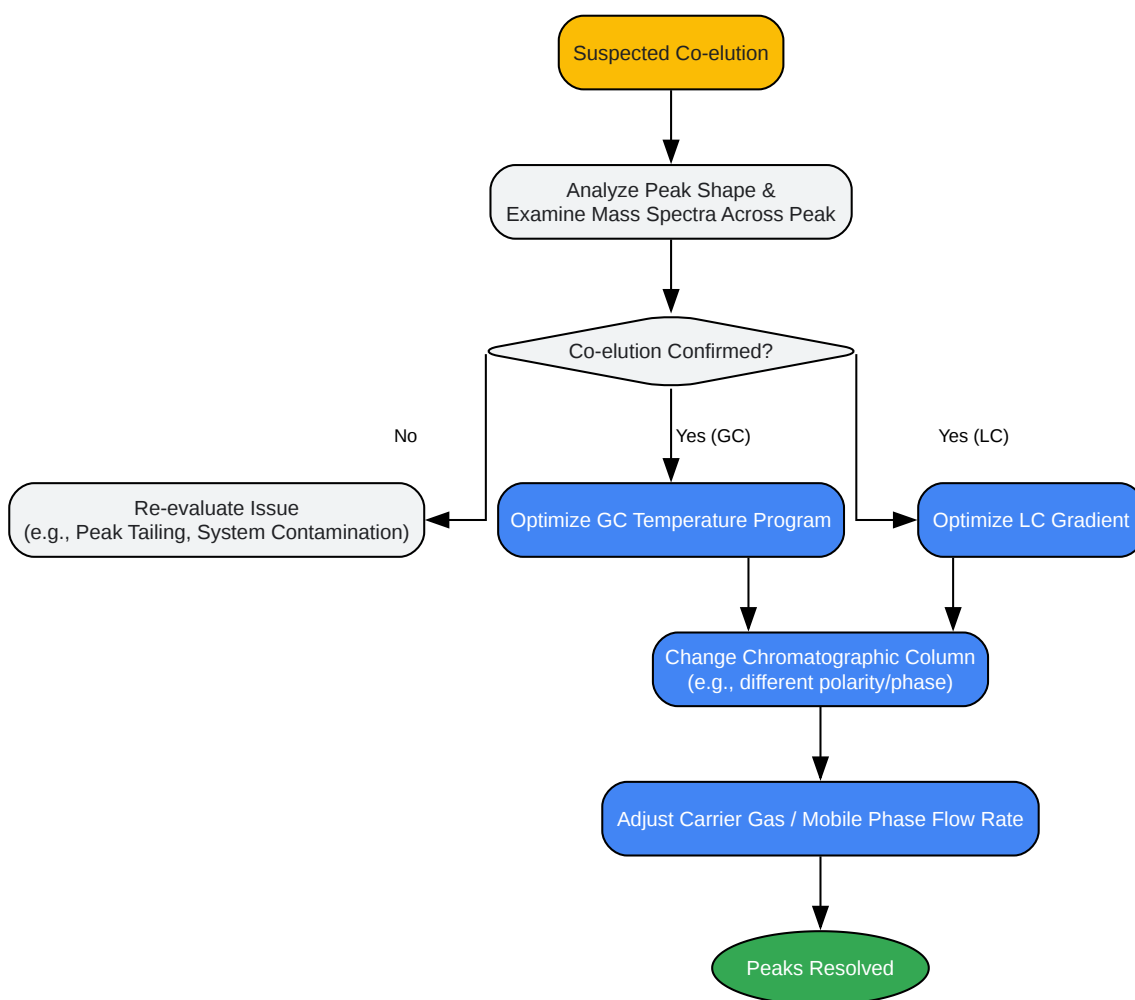 Suspected Co-elution
Analyze Peak Shape &
Examine Mass Spectra Across Peak
Co-elution Confirmed?
No
Yes (GC)
Yes (LC)
Re-evaluate Issue
(e.g., Peak Tailing, System Contamination)
Optimize GC Temperature Program
Optimize LC Gradient
Change Chromatographic Column
(e.g., different polarity/phase)
Adjust Carrier Gas / Mobile Phase Flow Rate
Peaks Resolved